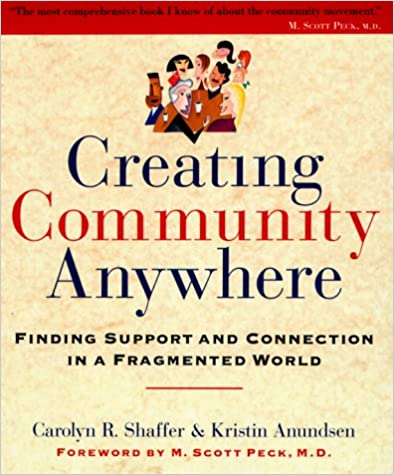 "The most comprehensive book I know of about the community movement."
M. Scott Peck, M.D.
Creating
Community
Anywhere
Finding Support and Connection
in a Fragmented World
Carolyn R. Shaffer & Kristin Anundsen
Foreword by M. Scott Peck, M.D.